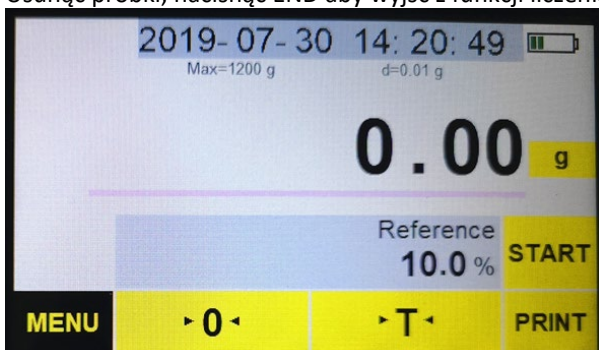 2019-07-30 14:20:49
Max=1200 g d=0.01 g
0.00 g
Reference
10.0 % START
MENU ►0◄ ►T◄ PRINT